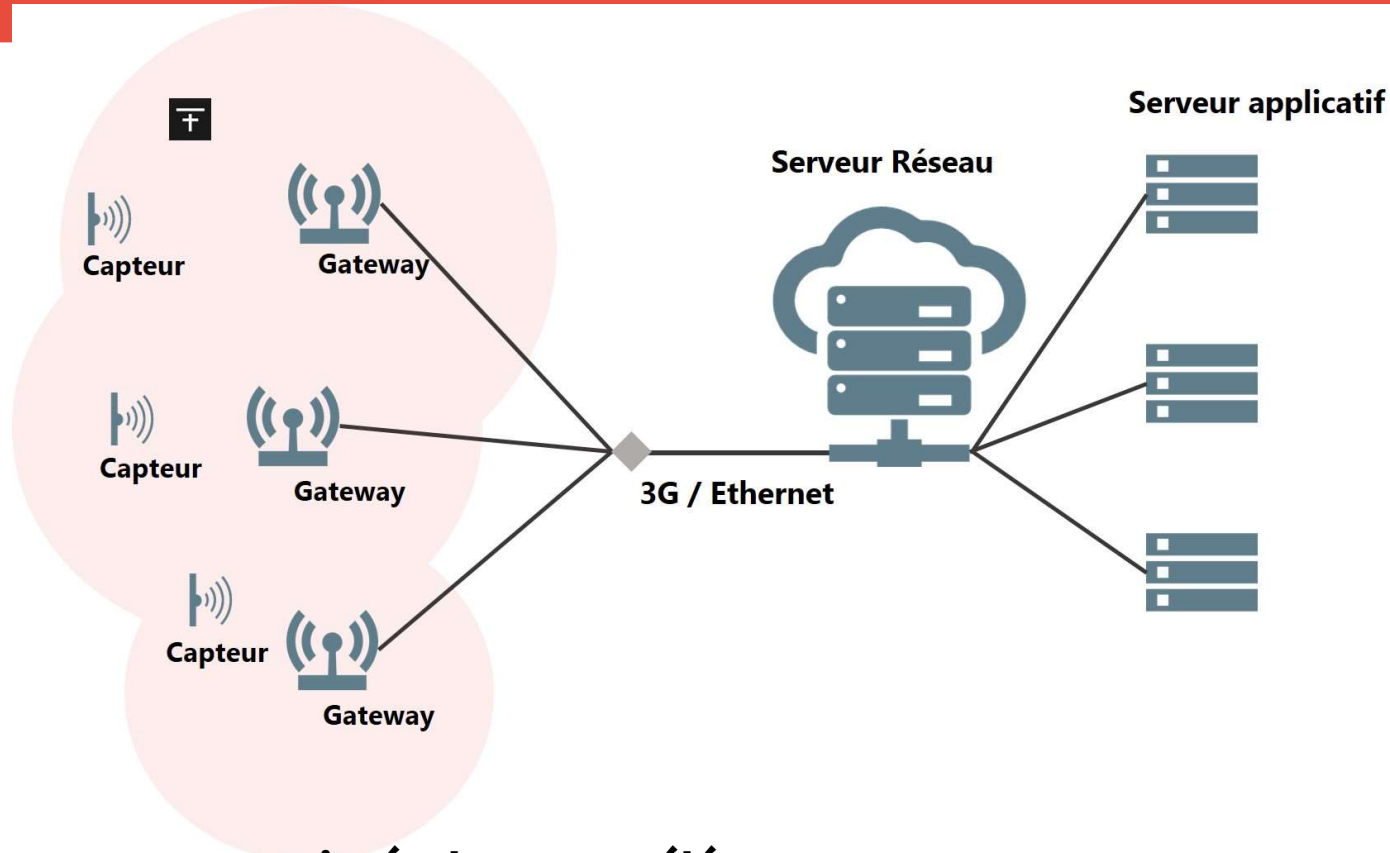 Serveur applicatif
Serveur Réseau
Capteur
Gateway
Capteur
Gateway
3G / Ethernet
Capteur
Gateway